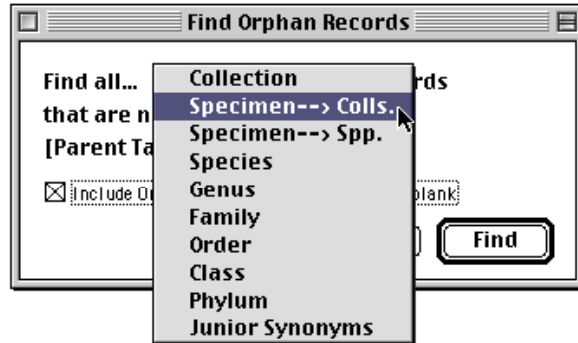 Find Orphan Records
Find all...
rds
that are n
[Parent Ta
Include O
blank
Collection
Specimen--> Colls.
Specimen--> Spp.
Species
Genus
Family
Order
Class
Phylum
Junior Synonyms
Find